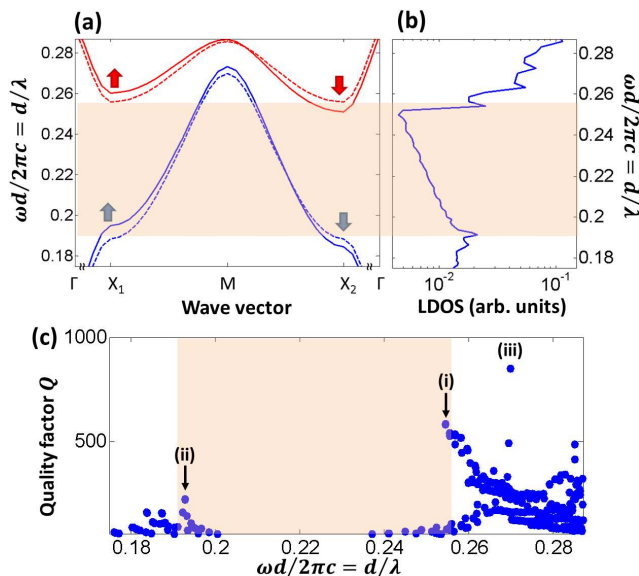 (a)
(b)
0.28
0.26
0.24
0.22
0.2
0.18
ωd/2πc = d/λ
Γ X₁ M X₂ Γ
Wave vector
10⁻² 10⁻¹
LDOS (arb. units)
0.28
0.26
0.24
0.22
0.2
0.18
ωd/2πc = d/λ
(c)
1000
500
Quality factor Q
(i)
(ii)
(iii)
0.18 0.19 0.20 0.21 0.22 0.23 0.24 0.25 0.26 0.27 0.28
ωd/2πc = d/λ